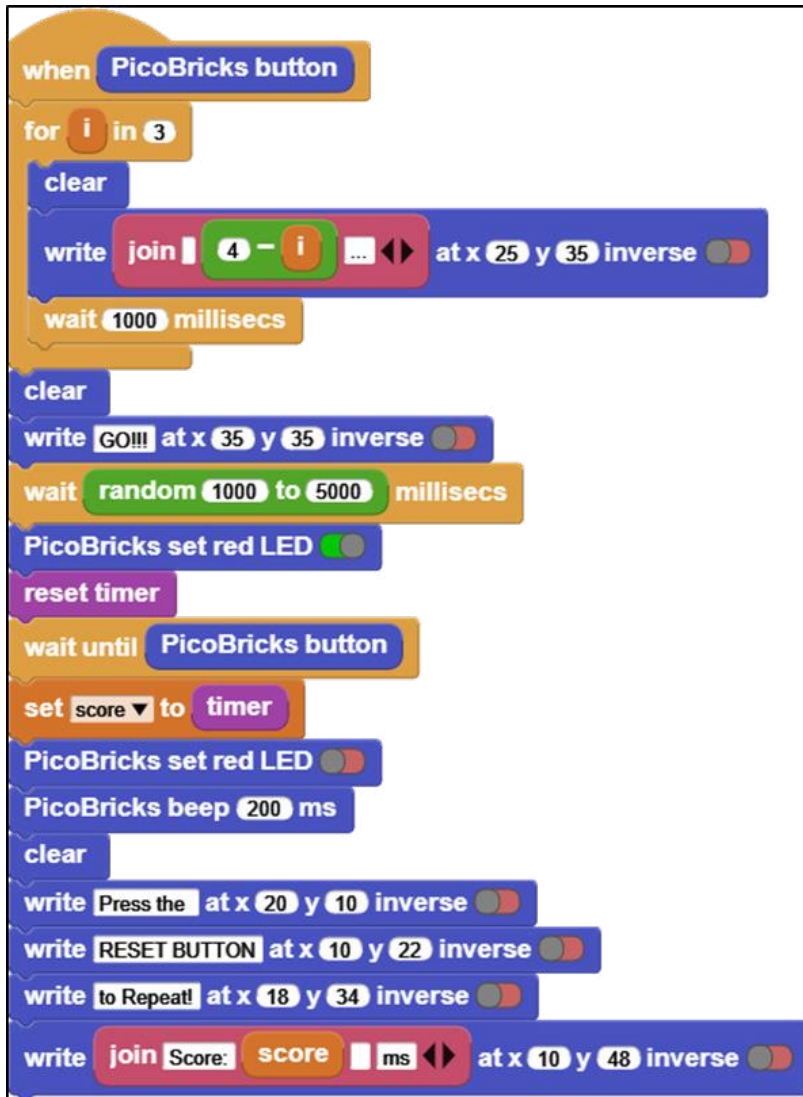 when PicoBricks button
for i in 3
clear
write join 4 − i ... at x 25 y 35 inverse
wait 1000 millisecs
clear
write GO!!! at x 35 y 35 inverse
wait random 1000 to 5000 millisecs
PicoBricks set red LED
reset timer
wait until PicoBricks button
set score to timer
PicoBricks set red LED
PicoBricks beep 200 ms
clear
write Press the at x 20 y 10 inverse
write RESET BUTTON at x 10 y 22 inverse
write to Repeat! at x 18 y 34 inverse
write join Score: score ms at x 10 y 48 inverse